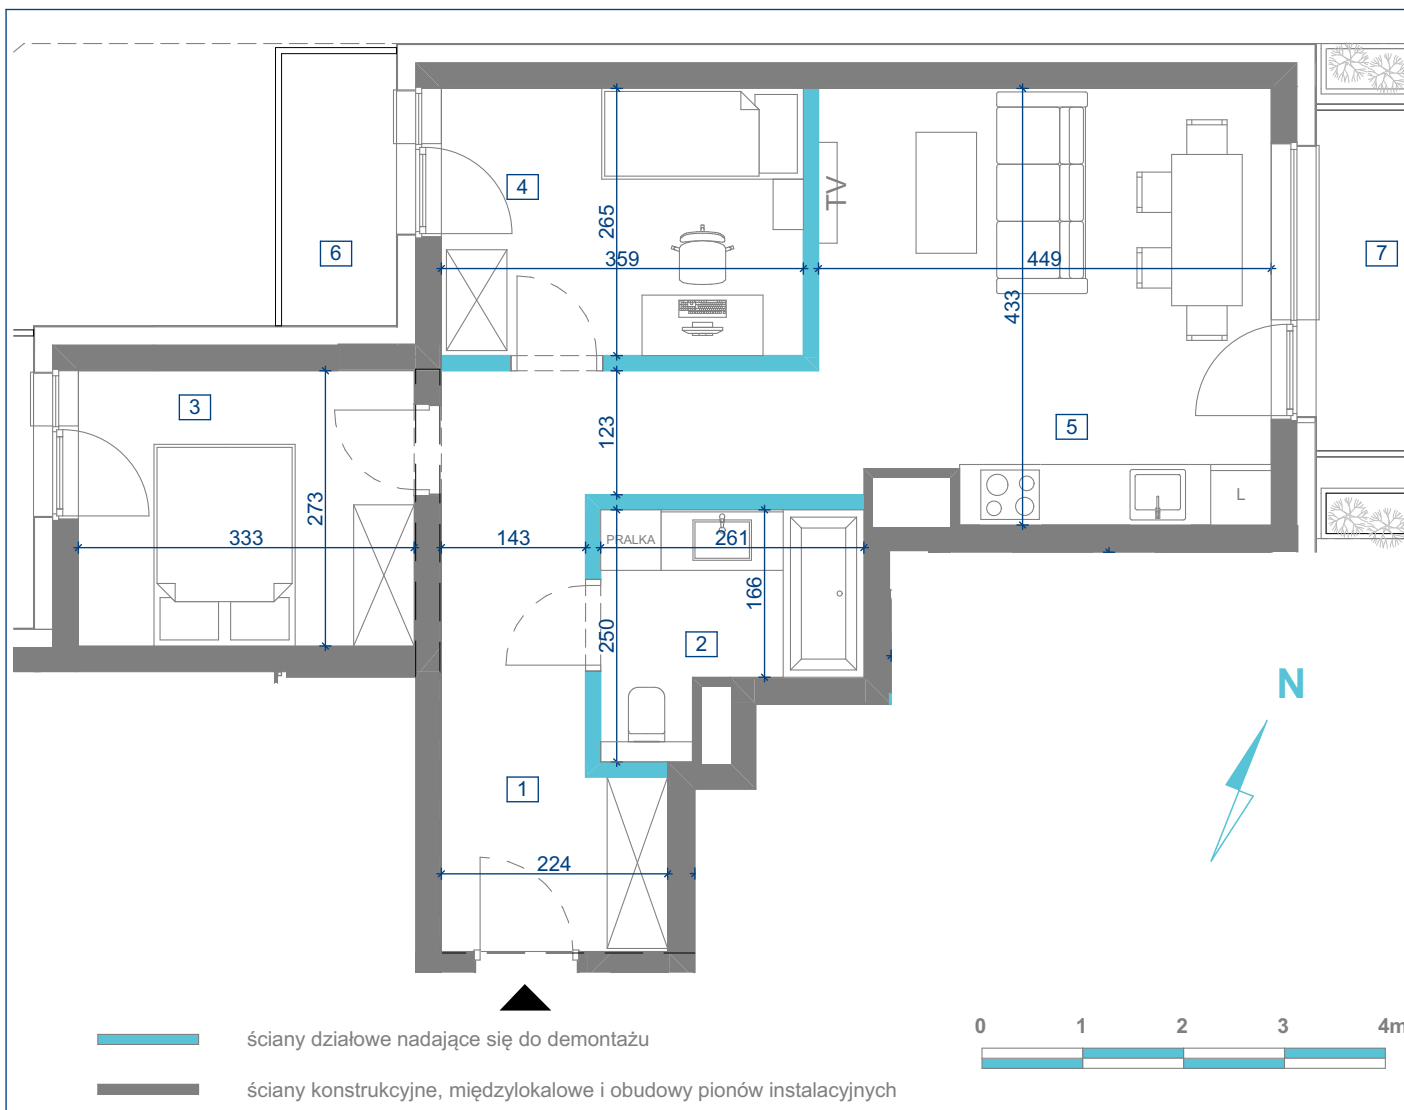 4
265
359
TV
449
433
6
7
3
5
123
L
273
333
143
PRALKA
261
166
250
2
N
1
224
0 1 2 3 4m
ściany działowe nadające się do demontażu
ściany konstrukcyjne, międzylokalowe i obudowy pionów instalacyjnych